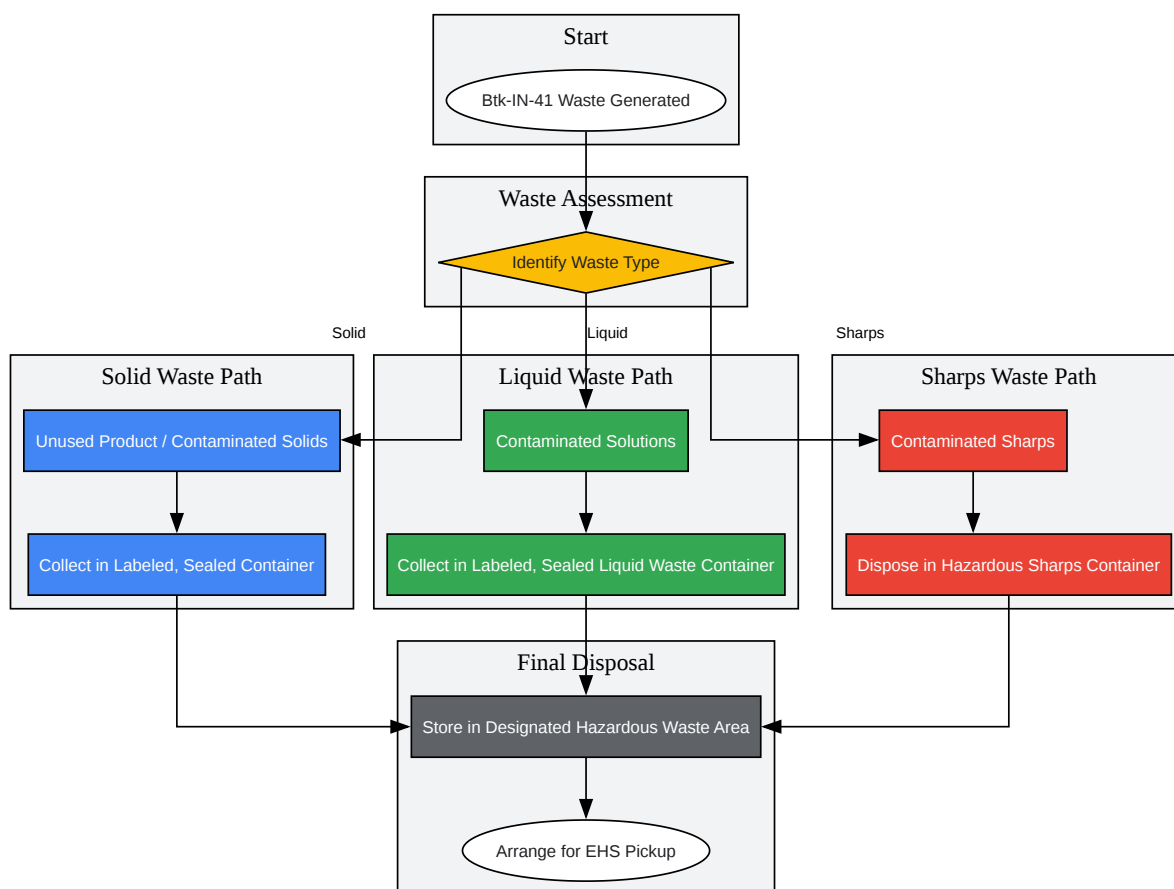 Start
Btk-IN-41 Waste Generated
Waste Assessment
Identify Waste Type
Solid
Liquid
Sharps
Solid Waste Path
Liquid Waste Path
Sharps Waste Path
Unused Product / Contaminated Solids
Contaminated Solutions
Contaminated Sharps
Collect in Labeled, Sealed Container
Collect in Labeled, Sealed Liquid Waste Container
Dispose in Hazardous Sharps Container
Final Disposal
Store in Designated Hazardous Waste Area
Arrange for EHS Pickup